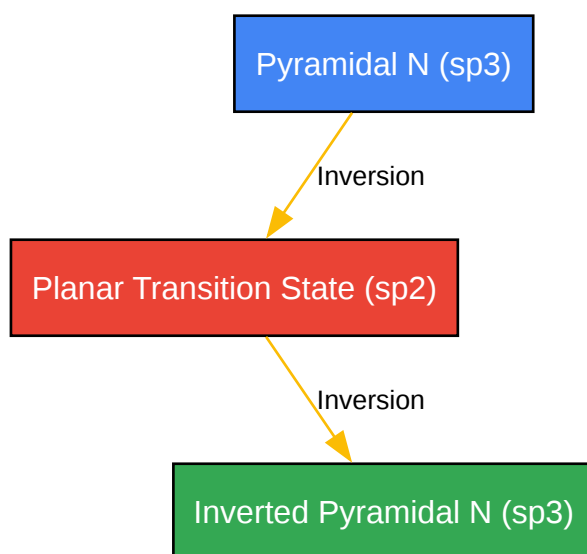 Pyramidal N (sp3)
Inversion
Planar Transition State (sp2)
Inversion
Inverted Pyramidal N (sp3)